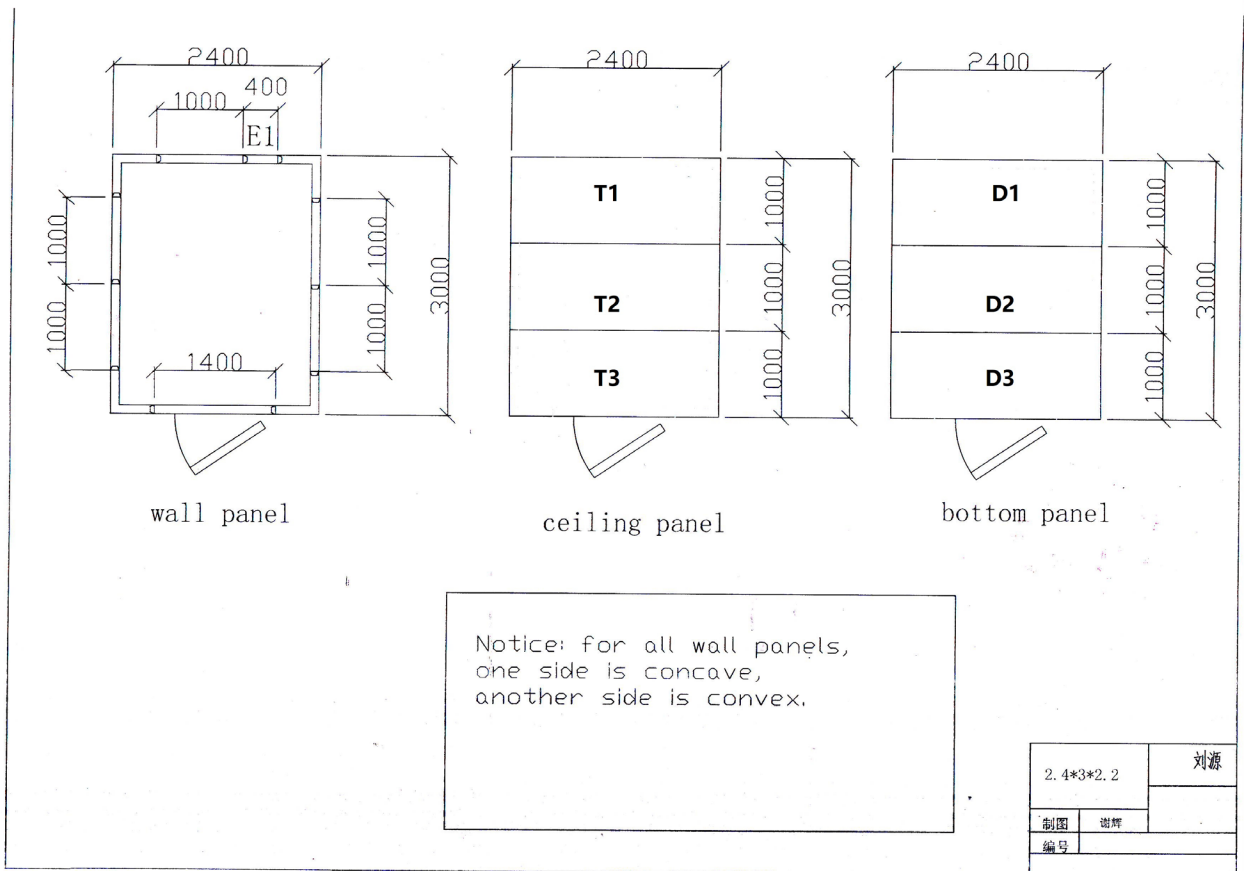 2400
1000
400
E1
1000
1000
1000
1000
3000
1400
wall panel
2400
T1
T2
T3
1000
1000
1000
3000
ceiling panel
2400
D1
D2
D3
1000
1000
1000
3000
bottom panel
Notice: for all wall panels,
one side is concave,
another side is convex.
2.4*3*2.2
刘源
制图
谢辉
编号